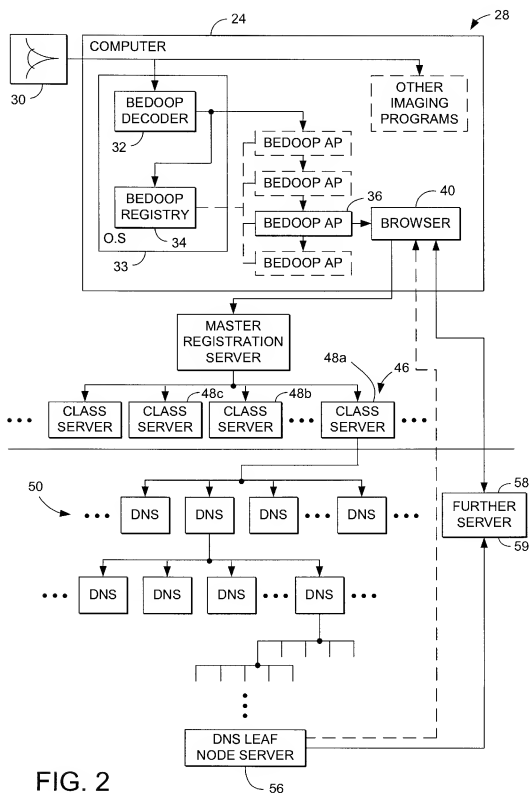 24
28
COMPUTER
30
BEDOOP
DECODER
32
OTHER
IMAGING
PROGRAMS
BEDOOP AP
BEDOOP AP
36
40
BEDOOP
REGISTRY
BEDOOP AP
BROWSER
O.S
34
BEDOOP AP
33
MASTER
REGISTRATION
SERVER
48a
46
CLASS
SERVER
48c
CLASS
SERVER
48b
CLASS
SERVER
CLASS
SERVER
50
58
DNS
DNS
DNS
DNS
FURTHER
SERVER
59
DNS
DNS
DNS
DNS
DNS LEAF
NODE SERVER
56
FIG. 2